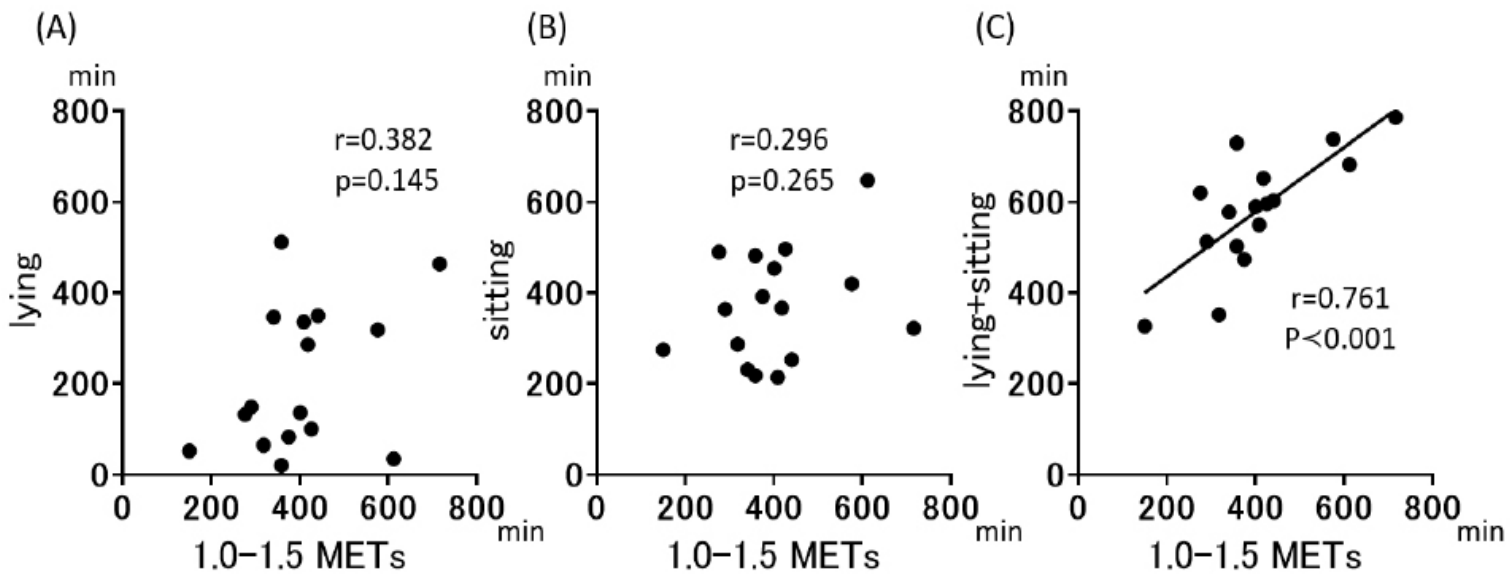 (A)
min
800
600
400
200
0
lying
r=0.382
p=0.145
0 200 400 600 800 min
1.0-1.5 METs
(B)
min
800
600
400
200
0
sitting
r=0.296
p=0.265
0 200 400 600 800 min
1.0-1.5 METs
(C)
min
800
600
400
200
0
lying+sitting
r=0.761
P<0.001
0 200 400 600 800 min
1.0-1.5 METs